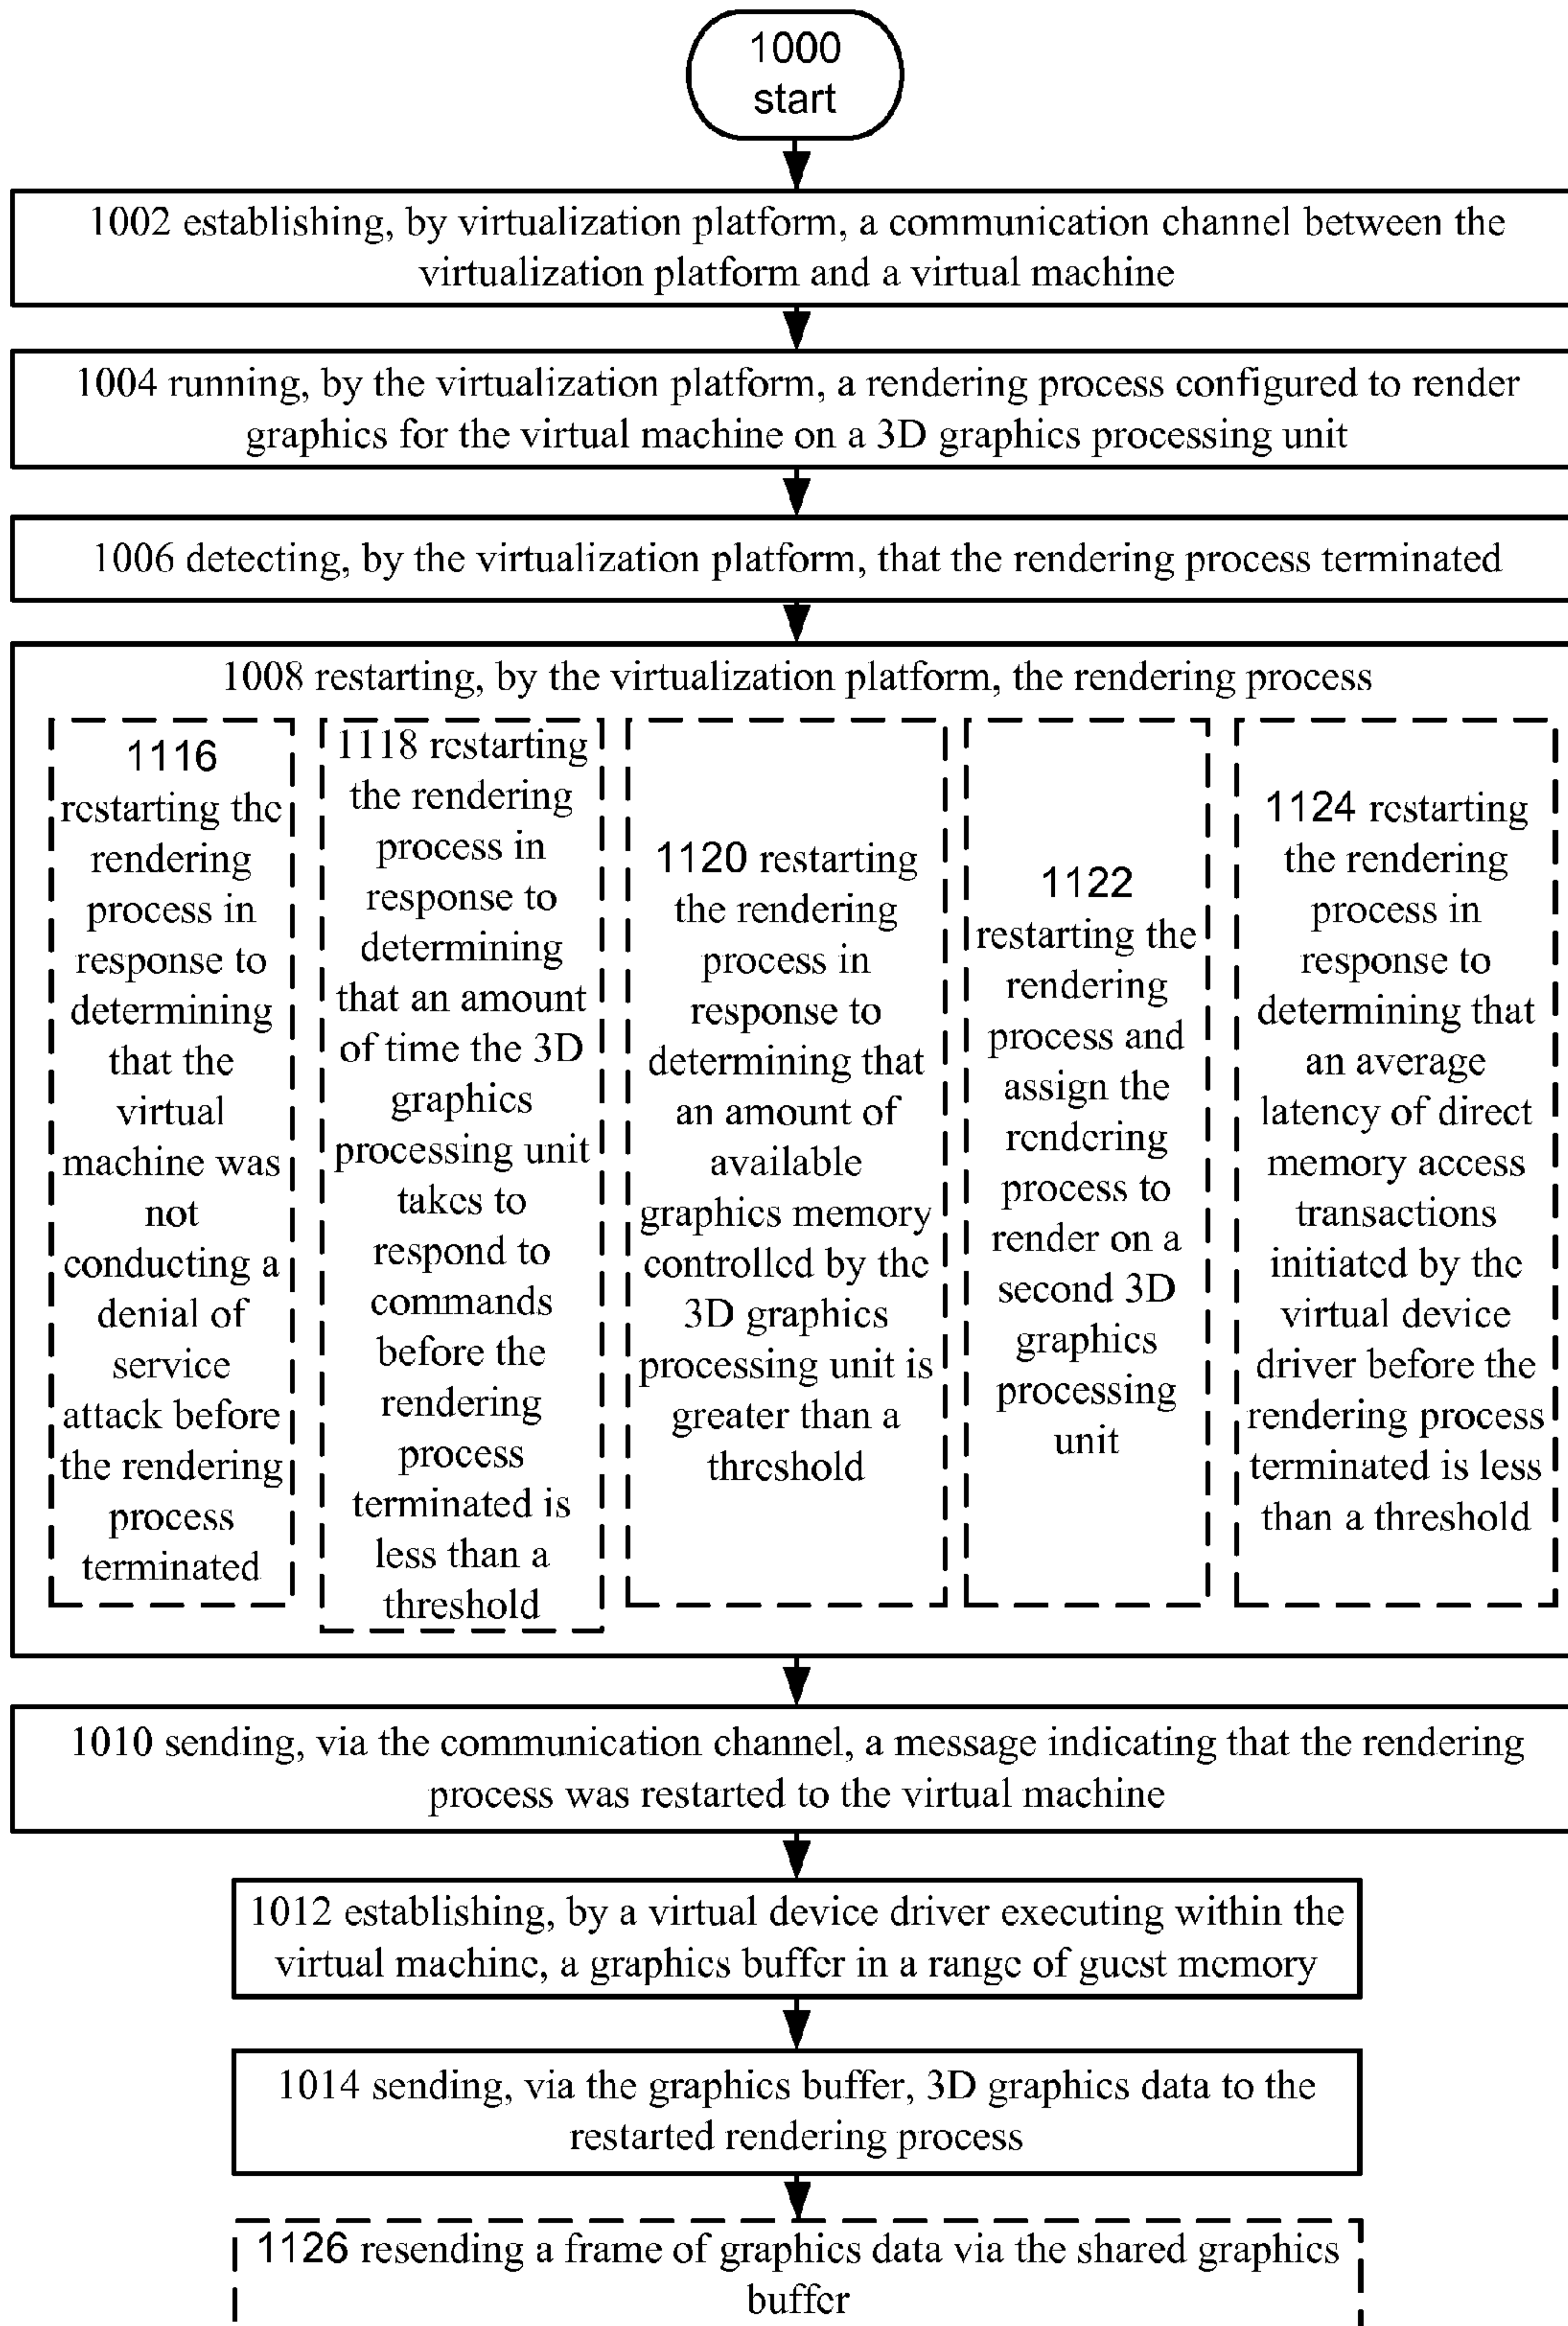 1000
start
1002 establishing, by virtualization platform, a communication channel between the
virtualization platform and a virtual machine
1004 running, by the virtualization platform, a rendering process configured to render
graphics for the virtual machine on a 3D graphics processing unit
1006 detecting, by the virtualization platform, that the rendering process terminated
1008 restarting, by the virtualization platform, the rendering process
1116
restarting the
rendering
process in
response to
determining
that the
virtual
machine was
not
conducting a
denial of
service
attack before
the rendering
process
terminated
1118 restarting
the rendering
process in
response to
determining
that an amount
of time the 3D
graphics
processing unit
takes to
respond to
commands
before the
rendering
process
terminated is
less than a
threshold
1120 restarting
the rendering
process in
response to
determining that
an amount of
available
graphics memory
controlled by the
3D graphics
processing unit is
greater than a
threshold
1122
restarting the
rendering
process and
assign the
rendering
process to
render on a
second 3D
graphics
processing
unit
1124 restarting
the rendering
process in
response to
determining that
an average
latency of direct
memory access
transactions
initiated by the
virtual device
driver before the
rendering process
terminated is less
than a threshold
1010 sending, via the communication channel, a message indicating that the rendering
process was restarted to the virtual machine
1012 establishing, by a virtual device driver executing within the
virtual machine, a graphics buffer in a range of guest memory
1014 sending, via the graphics buffer, 3D graphics data to the
restarted rendering process
1126 resending a frame of graphics data via the shared graphics
buffer